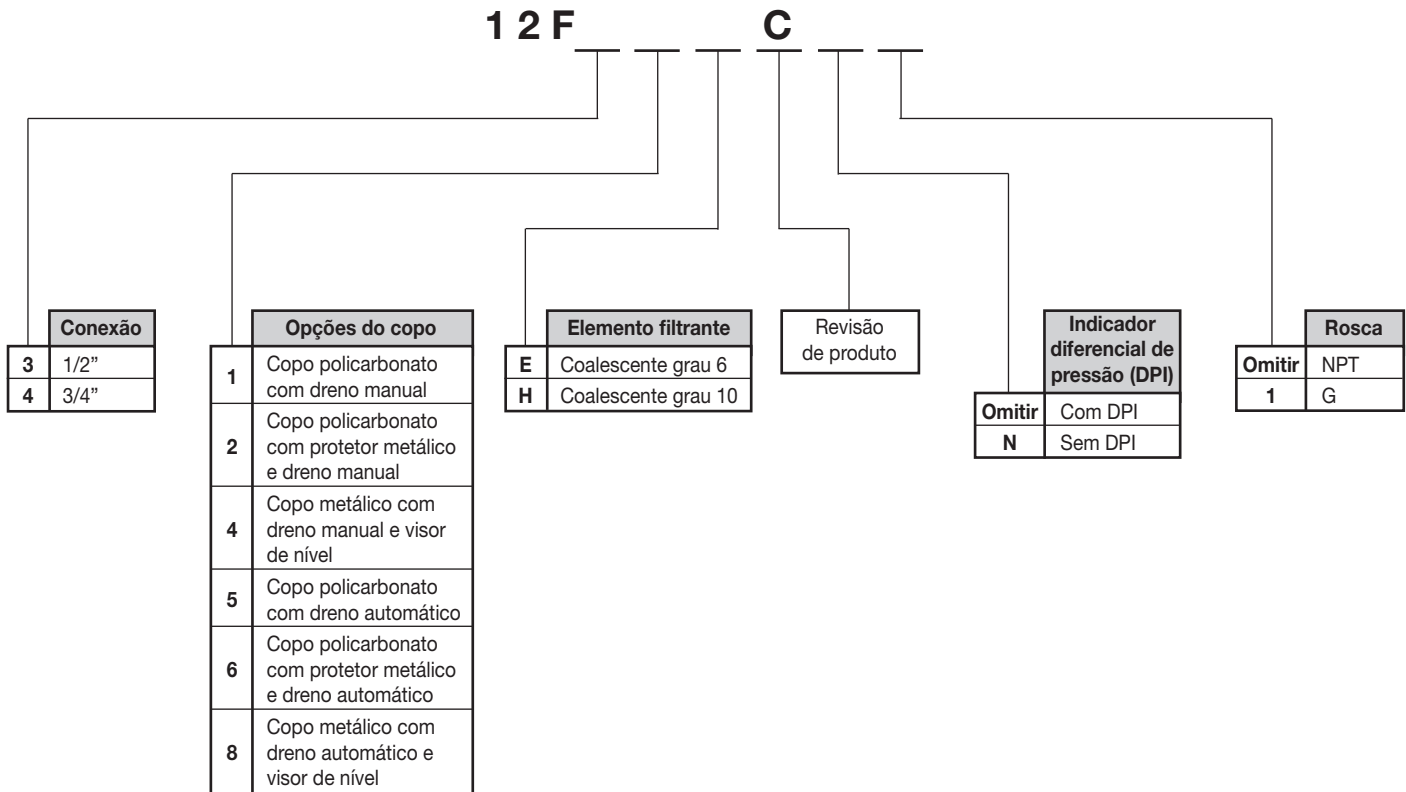 1 2 F C
Conexão
3 1/2”
4 3/4”
Opções do copo
1 Copo policarbonato
com dreno manual
2 Copo policarbonato
com protetor metálico
e dreno manual
4 Copo metálico com
dreno manual e visor
de nível
5 Copo policarbonato
com dreno automático
6 Copo policarbonato
com protetor metálico
e dreno automático
8 Copo metálico com
dreno automático e
visor de nível
Elemento filtrante
E Coalescente grau 6
H Coalescente grau 10
Revisão
de produto
Indicador
diferencial de
pressão (DPI)
Omitir Com DPI
N Sem DPI
Rosca
Omitir NPT
1 G